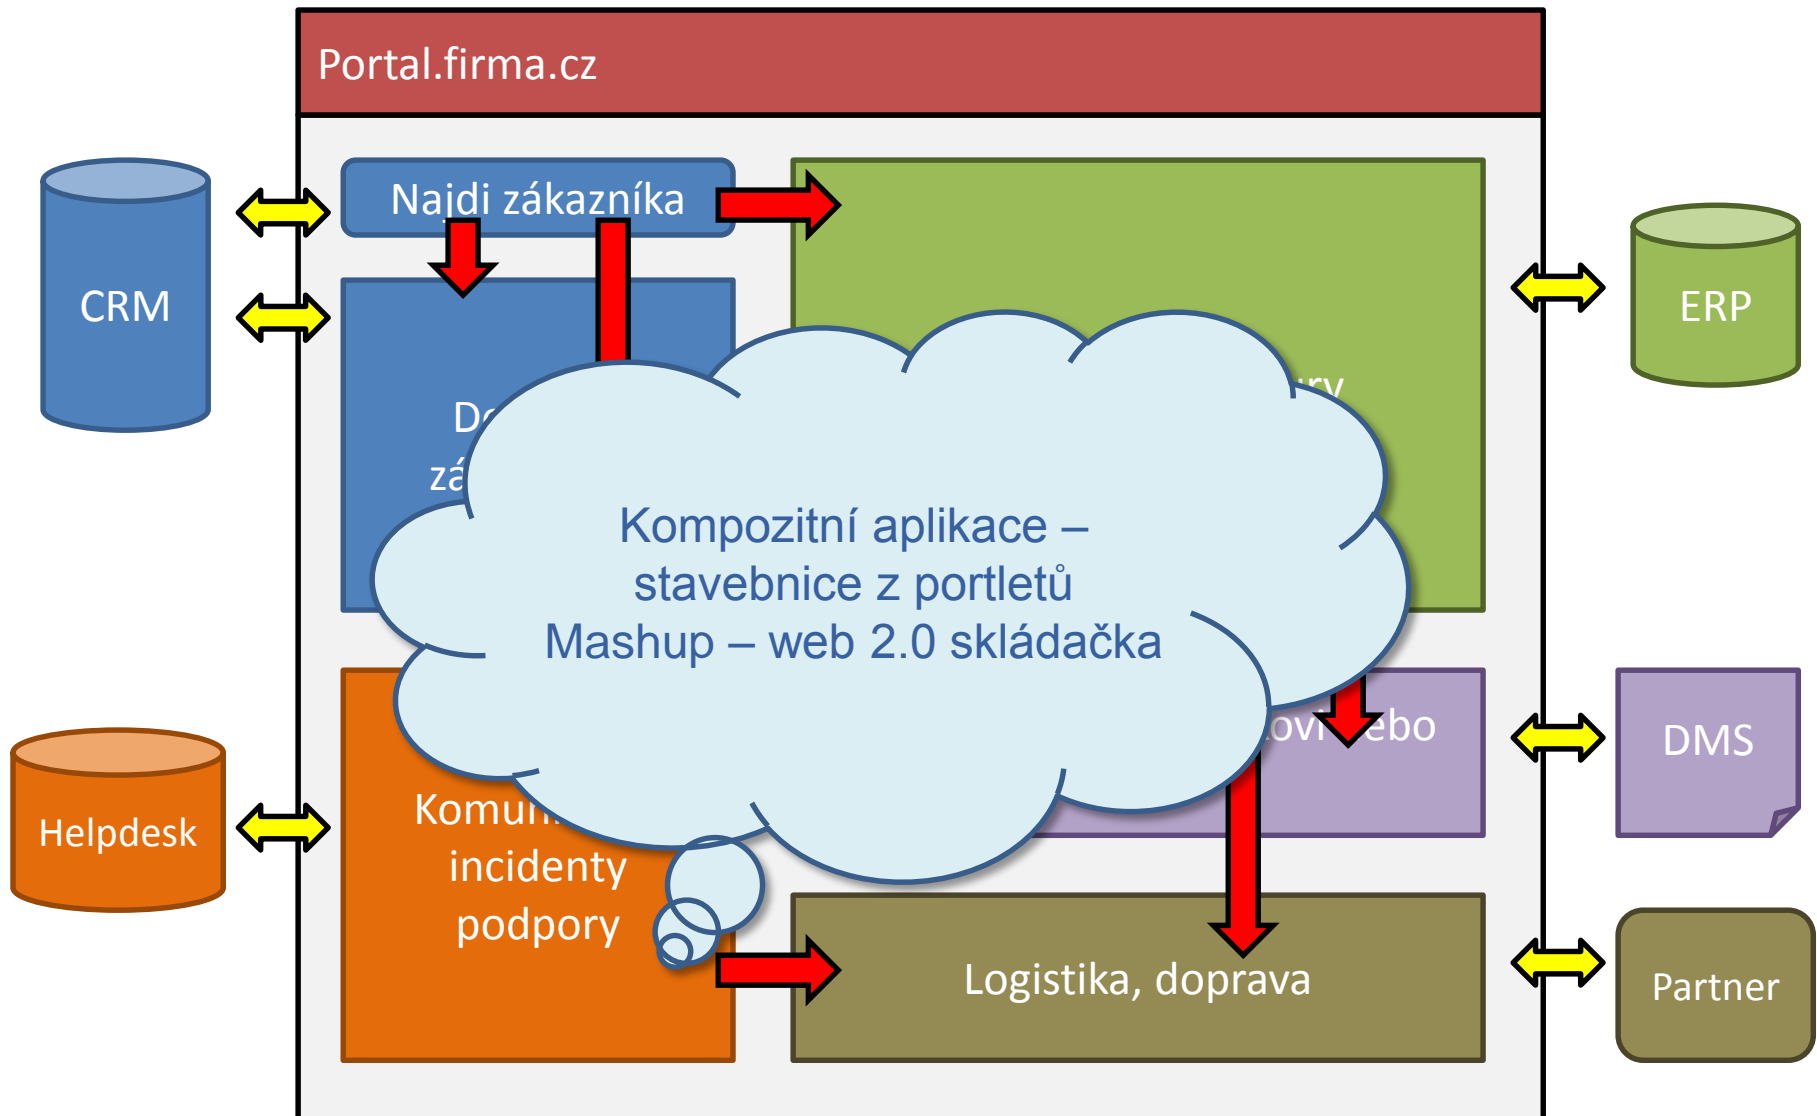 Portal.firma.cz
Najdi zákazníka
CRM
ERP
Kompozitní aplikace –
stavebnice z portletů
Mashup – web 2.0 skládačka
DMS
Helpdesk
incidenty
podpory
Logistika, doprava
Partner